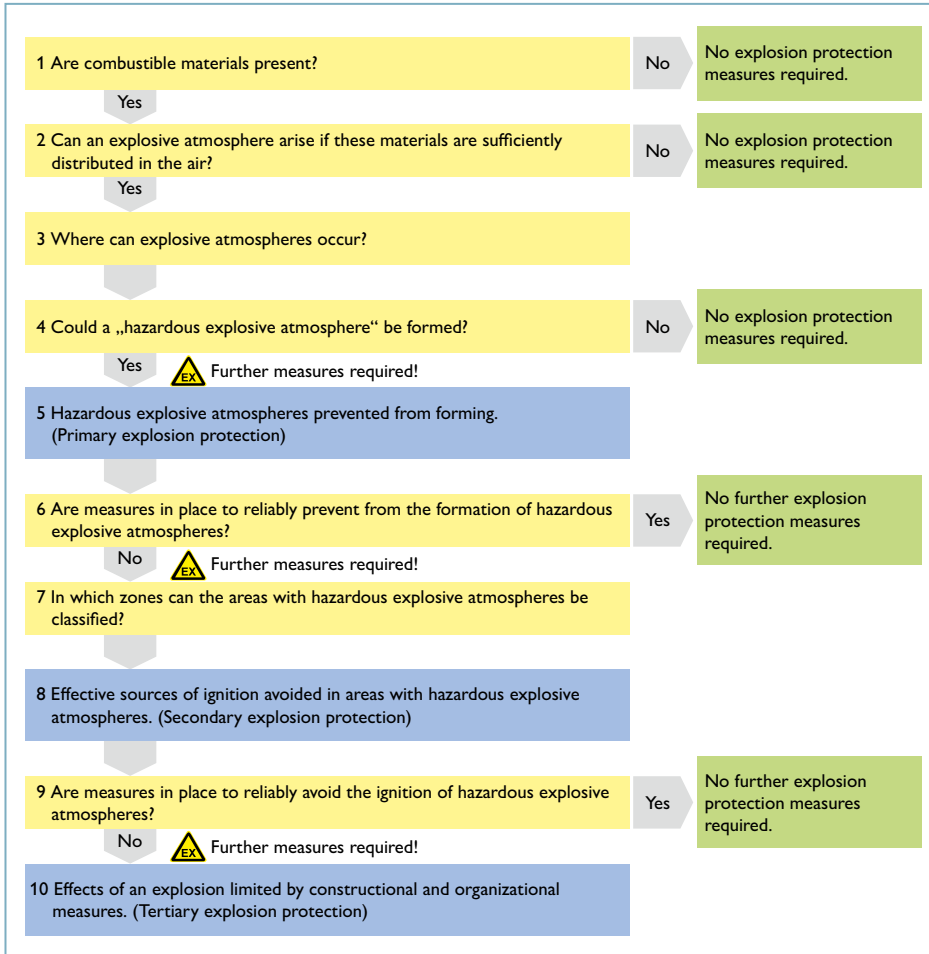 1 Are combustible materials present?
No
No explosion protection
measures required.
Yes
2 Can an explosive atmosphere arise if these materials are sufficiently
distributed in the air?
No
No explosion protection
measures required.
Yes
3 Where can explosive atmospheres occur?
4 Could a „hazardous explosive atmosphere“ be formed?
No
No explosion protection
measures required.
Yes
EX
Further measures required!
5 Hazardous explosive atmospheres prevented from forming.
(Primary explosion protection)
6 Are measures in place to reliably prevent from the formation of hazardous
explosive atmospheres?
Yes
No further explosion
protection measures
required.
No
EX
Further measures required!
7 In which zones can the areas with hazardous explosive atmospheres be
classified?
8 Effective sources of ignition avoided in areas with hazardous explosive
atmospheres. (Secondary explosion protection)
9 Are measures in place to reliably avoid the ignition of hazardous explosive
atmospheres?
Yes
No further explosion
protection measures
required.
No
EX
Further measures required!
10 Effects of an explosion limited by constructional and organizational
measures. (Tertiary explosion protection)